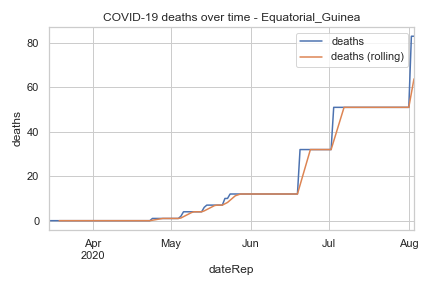 COVID-19 deaths over time - Equatorial_Guinea
deaths
deaths (rolling)
80
60
40
20
0
deaths
Apr
2020
May
Jun
Jul
Aug
dateRep